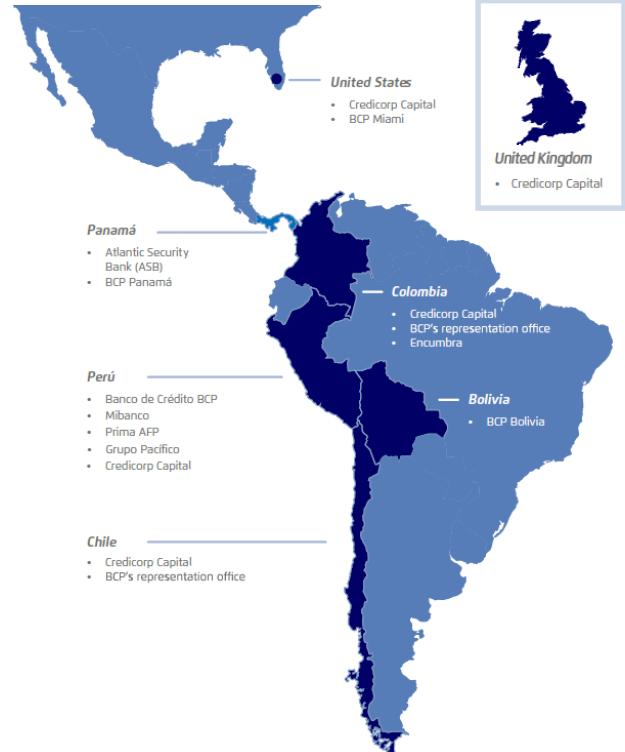 United States
• Credicorp Capital
• BCP Miami
United Kingdom
• Credicorp Capital
Panamá
• Atlantic Security
Bank (ASB)
• BCP Panamá
Colombia
• Credicorp Capital
• BCP's representation office
• Encumbra
Perú
• Banco de Crédito BCP
• Mibanco
• Prima AFP
• Grupo Pacífico
• Credicorp Capital
Bolivia
• BCP Bolivia
Chile
• Credicorp Capital
• BCP's representation office